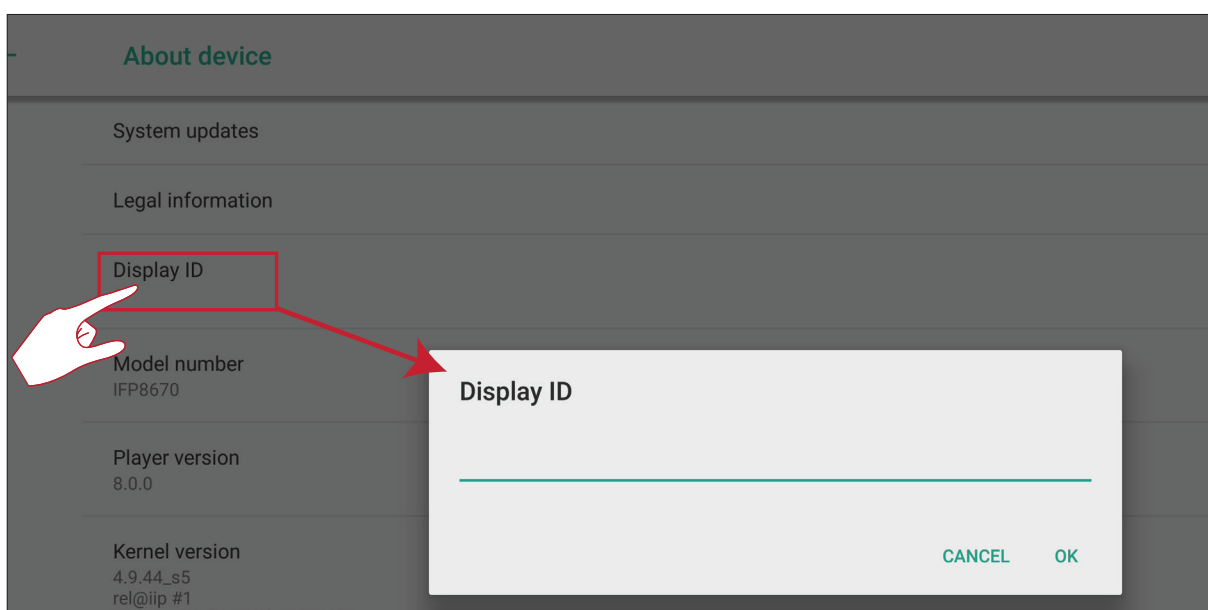 About device
System updates
Legal information
Display ID
Model number
IFP8670
Player version
8.0.0
Kernel version
4.9.44_s5
rel@iip #1
Display ID
CANCEL OK